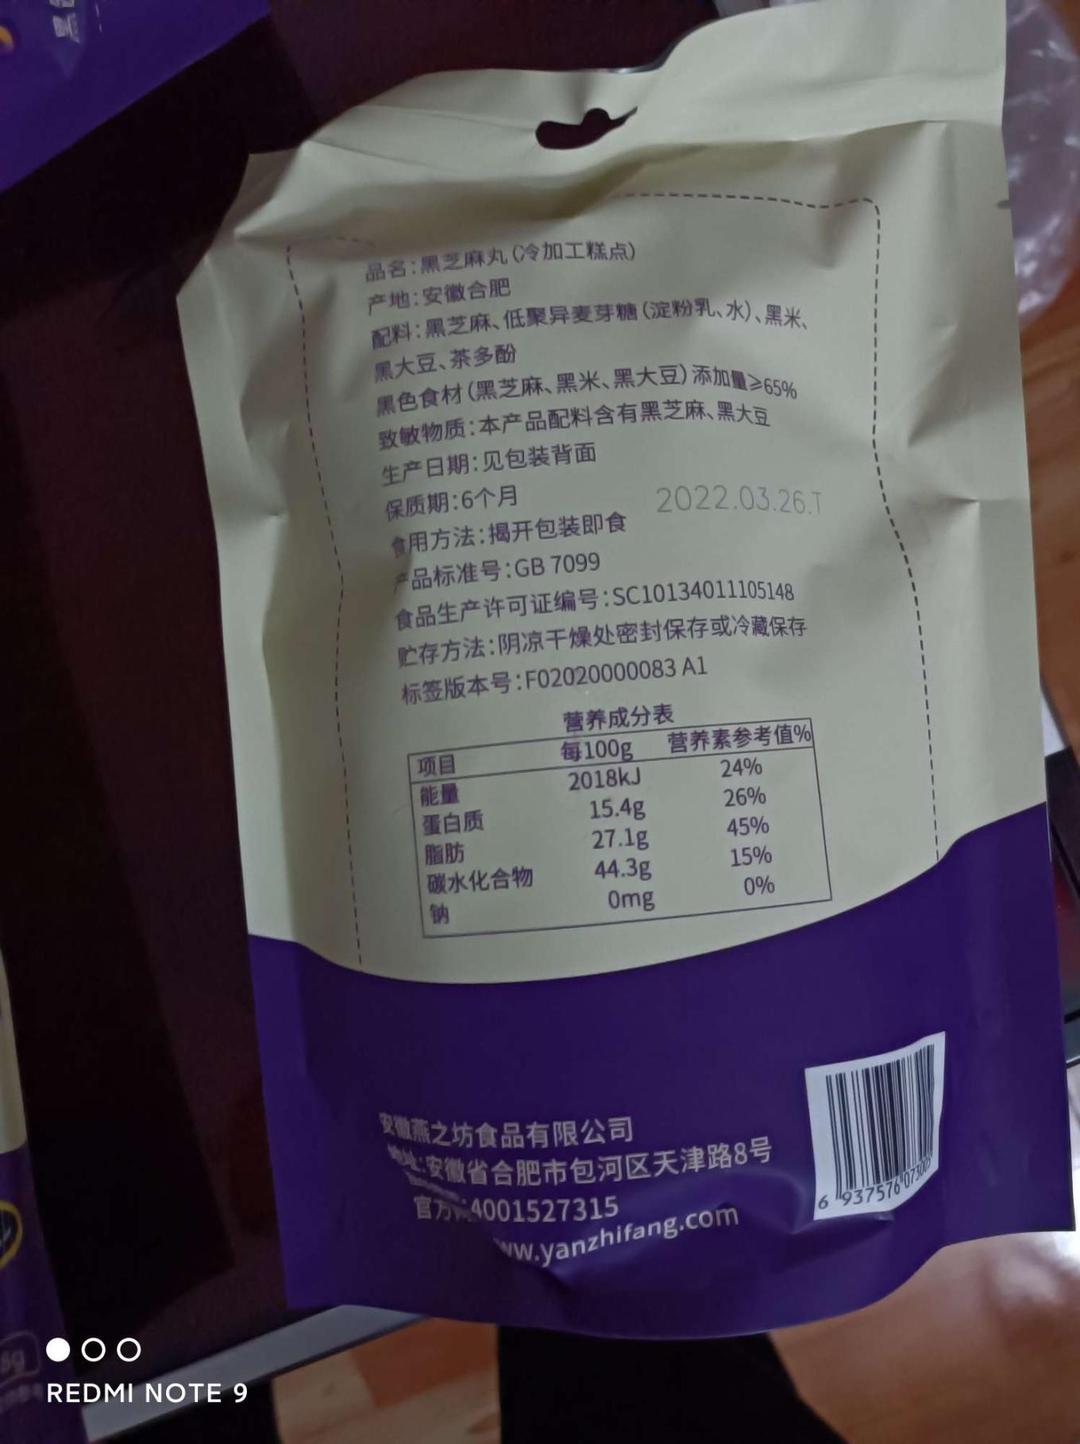 品名:黑芝麻丸(冷加工糕点)
产地:安徽合肥
配料:黑芝麻、低聚异麦芽糖(淀粉乳、水)、黑米、
黑大豆、茶多酚
黑色食材(黑芝麻、黑米、黑大豆)添加量≥65%
致敏物质:本产品配料含有黑芝麻、黑大豆
生产日期:见包装背面
保质期:6个月
2022.03.26.T
食用方法:揭开包装即食
产品标准号:GB 7099
食品生产许可证编号:SC10134011105148
贮存方法:阴凉干燥处密封保存或冷藏保存
标签版本号:F02020000083 A1
营养成分表
项目 每100g 营养素参考值%
能量 2018kJ 24%
蛋白质 15.4g 26%
脂肪 27.1g 45%
碳水化合物 44.3g 15%
钠 0mg 0%
安徽燕之坊食品有限公司
地址:安徽省合肥市包河区天津路8号
4001527315
官方网
ww.yanzhifang.com
6 937576
REDMI NOTE 9